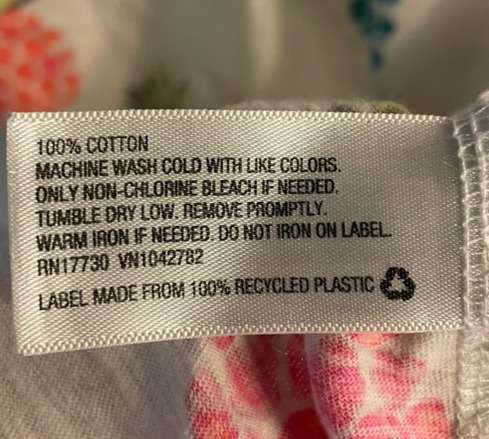 100% COTTON
MACHINE WASH COLD WITH LIKE COLORS.
ONLY NON-CHLORINE BLEACH IF NEEDED.
TUMBLE DRY LOW. REMOVE PROMPTLY.
WARM IRON IF NEEDED. DO NOT IRON ON LABEL.
RN17730 VN1042782
LABEL MADE FROM 100% RECYCLED PLASTIC